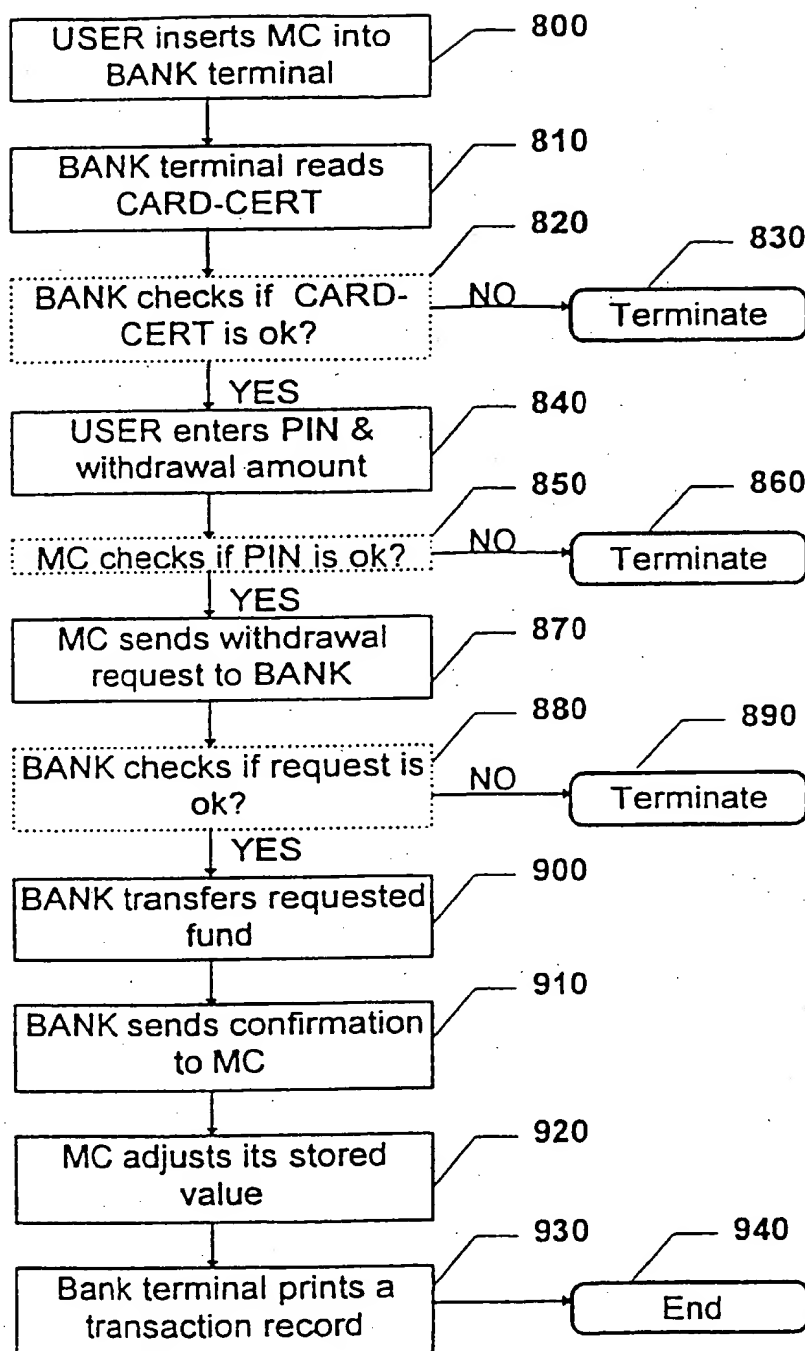 USER inserts MC into
BANK terminal
800
BANK terminal reads
CARD-CERT
810
BANK checks if CARD-
CERT is ok?
820
NO
Terminate
830
YES
USER enters PIN &
withdrawal amount
840
MC checks if PIN is ok?
850
NO
Terminate
860
YES
MC sends withdrawal
request to BANK
870
BANK checks if request is
ok?
880
NO
Terminate
890
YES
BANK transfers requested
fund
900
BANK sends confirmation
to MC
910
MC adjusts its stored
value
920
Bank terminal prints a
transaction record
930
End
940